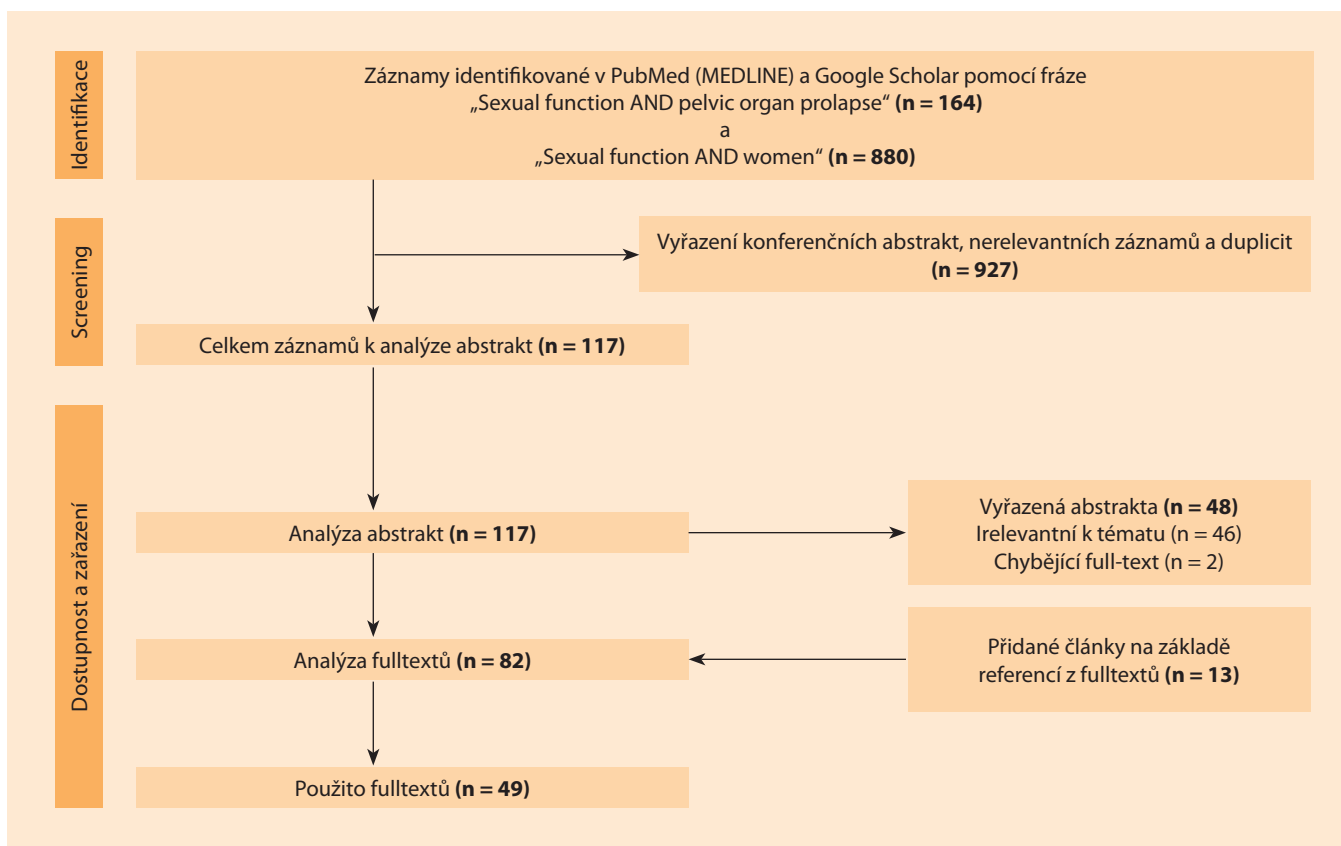 Identifikace
Záznamy identifikované v PubMed (MEDLINE) a Google Scholar pomocí fráze
„Sexual function AND pelvic organ prolapse“ (n = 164)
a
„Sexual function AND women“ (n = 880)
Screening
Vyřazení konferenčních abstrakt, nerelevantních záznamů a duplicit
(n = 927)
Celkem záznamů k analýze abstrakt (n = 117)
Dostupnost a zařazení
Analýza abstrakt (n = 117)
Vyřazená abstrakta (n = 48)
Irelevantní k tématu (n = 46)
Chybějící full-text (n = 2)
Analýza fulltextů (n = 82)
Přidané články na základě
referencí z fulltextů (n = 13)
Použito fulltextů (n = 49)